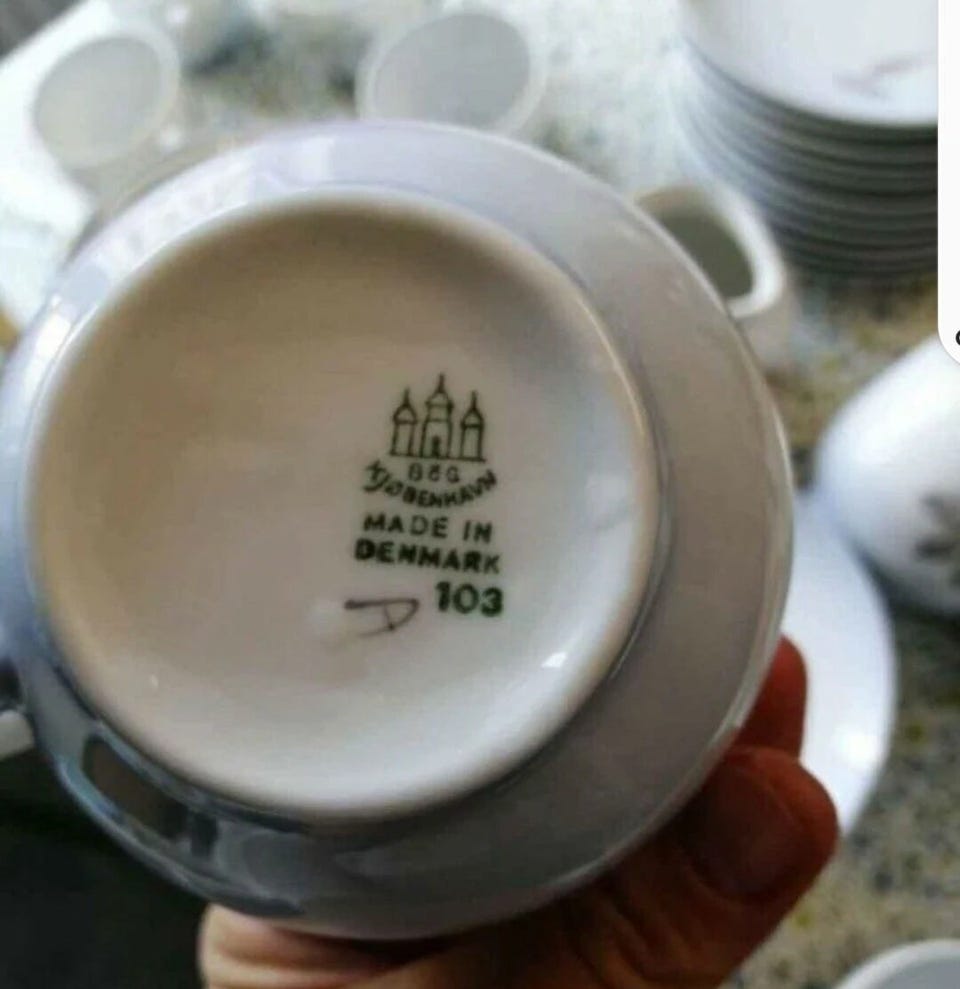 B&G
KJØBENHAVN
MADE IN
DENMARK
103